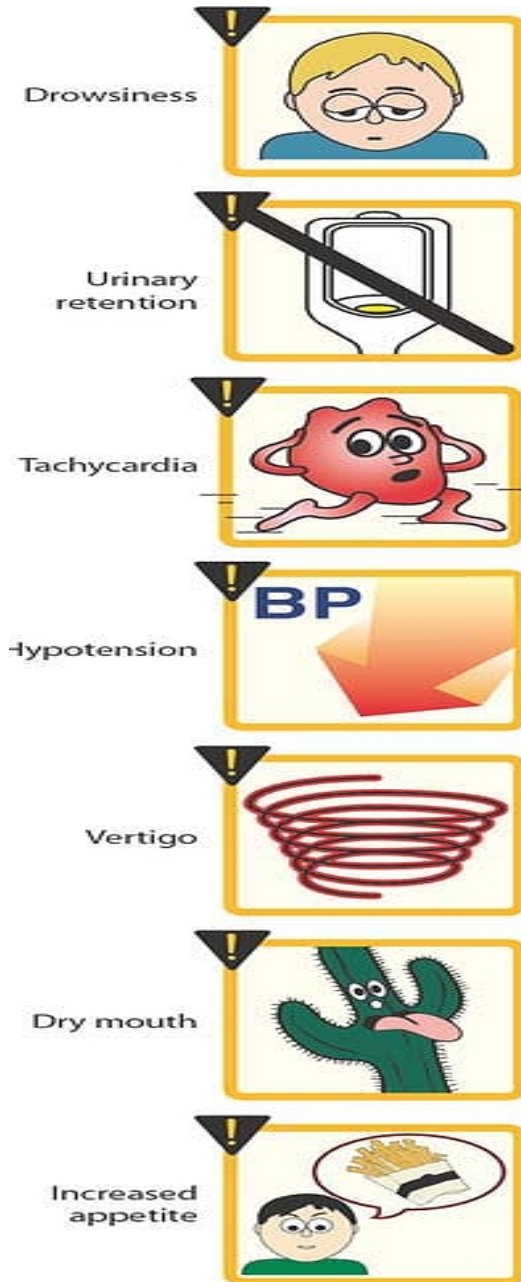 Drowsiness
Urinary
retention
Tachycardia
Hypotension
BP
Vertigo
Dry mouth
Increased
appetite